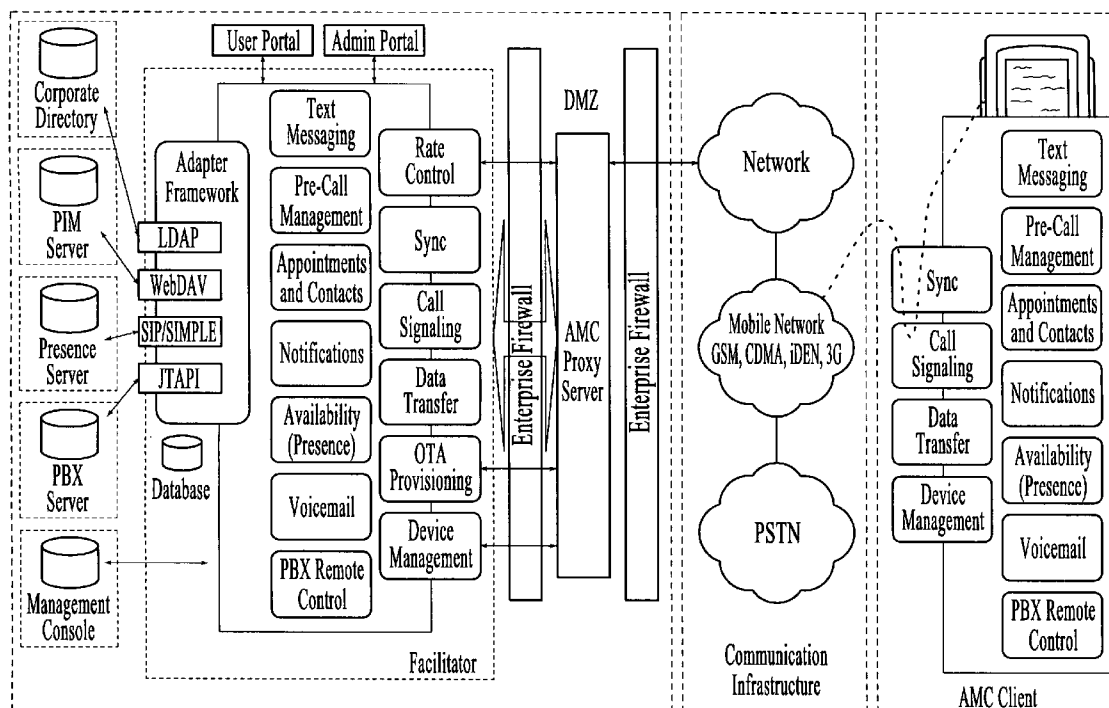 User Portal
Admin Portal
Corporate
Directory
PIM
Server
Presence
Server
PBX
Server
Management
Console
Adapter
Framework
LDAP
WebDAV
SIP/SIMPLE
JTAPI
Database
Text
Messaging
Pre-Call
Management
Appointments
and Contacts
Notifications
Availability
(Presence)
Voicemail
PBX Remote
Control
Rate
Control
Sync
Call
Signaling
Data
Transfer
OTA
Provisioning
Device
Management
Facilitator
Enterprise Firewall
DMZ
AMC
Proxy
Server
Enterprise Firewall
Network
Mobile Network
GSM, CDMA, iDEN, 3G
PSTN
Communication
Infrastructure
Sync
Call
Signaling
Data
Transfer
Device
Management
Text
Messaging
Pre-Call
Management
Appointments
and Contacts
Notifications
Availability
(Presence)
Voicemail
PBX Remote
Control
AMC Client